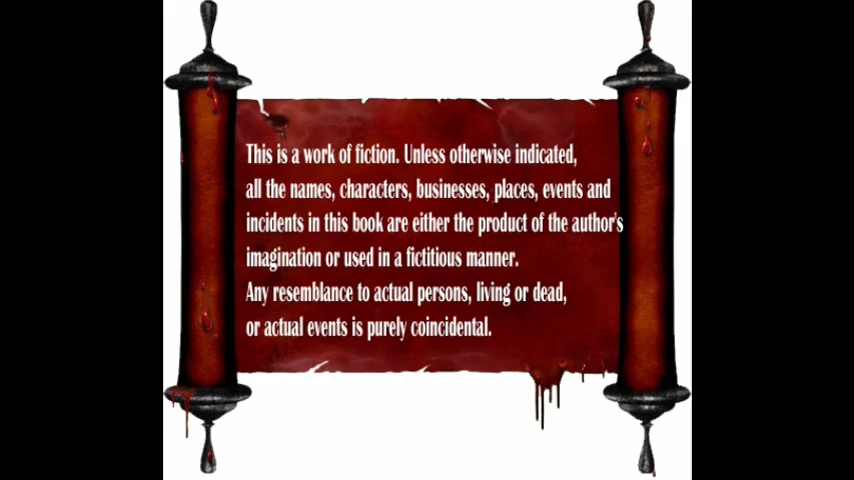 This is a work of fiction. Unless otherwise indicated,
all the names, characters, businesses, places, events and
incidents in this book are either the product of the author's
imagination or used in a fictitious manner.
Any resemblance to actual persons, living or dead,
or actual events is purely coincidental.